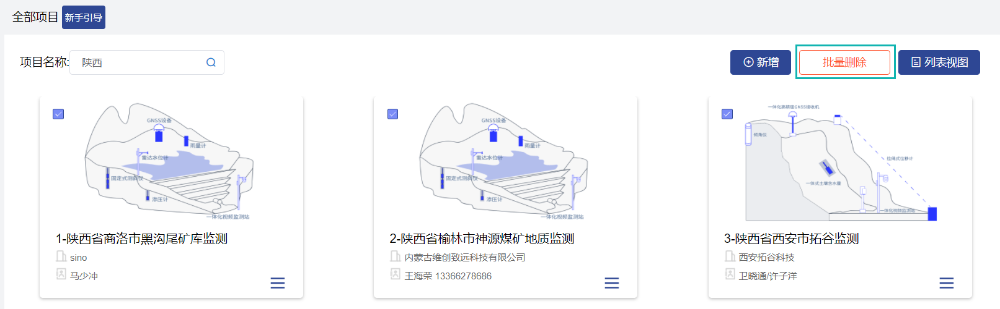 全部项目 新手引导
项目名称: 陕西 新增 批量删除 列表视图
GNSS设备
雨量计
雷达水位计
固定式测斜仪
渗压计
一体化视频监测站
1-陕西省商洛市黑沟尾矿库监测
sino
马少冲
GNSS设备
雨量计
雷达水位计
固定式测斜仪
渗压计
一体化视频监测站
2-陕西省榆林市神源煤矿地质监测
内蒙古维创致远科技有限公司
王海荣 13366278686
一体化高精度GNSS接收机
倾角仪
拉绳式位移计
一体式土壤含水量
一体化视频监测站
3-陕西省西安市拓谷监测
西安拓谷科技
卫晓通/许子洋